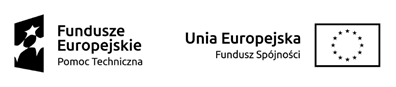 Fundusze
Europejskie
Pomoc Techniczna
Unia Europejska
Fundusz Spójności